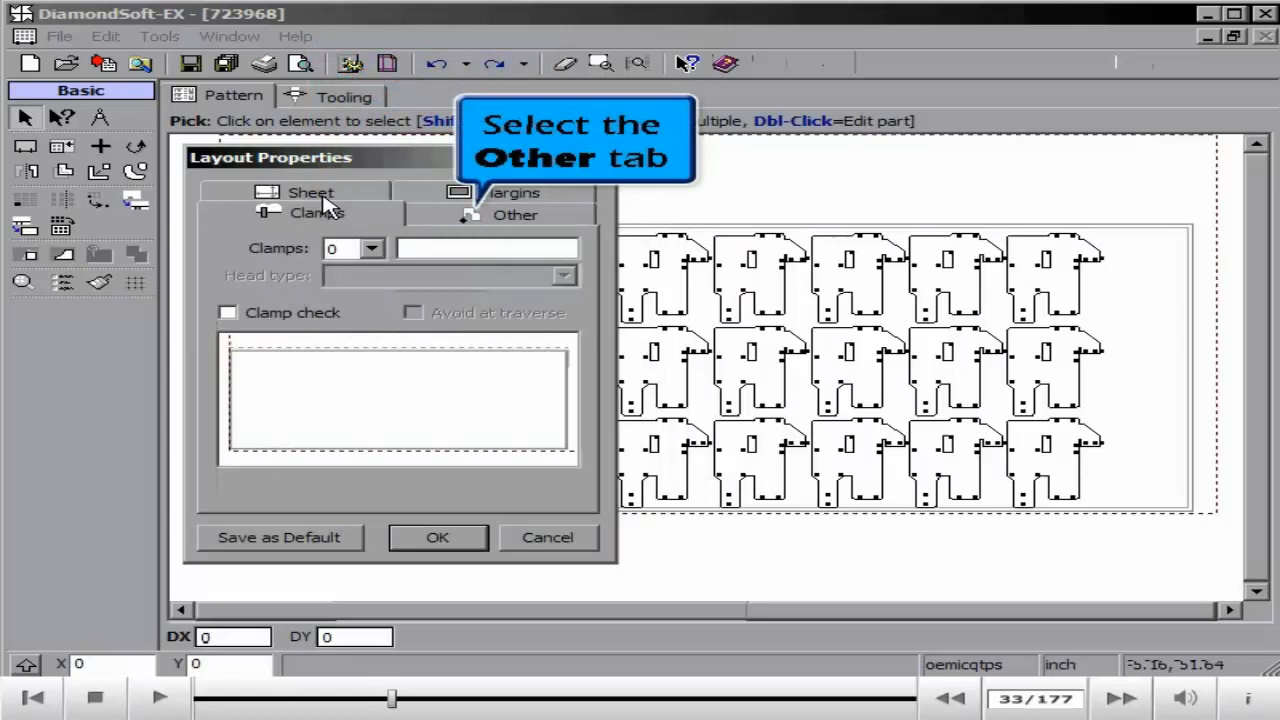 DiamondSoft-EX - [723968]
File Edit Tools Window Help
Basic
Pattern Tooling
Pick: Click on element to select [Shif
ultiple, Dbl-Click=Edit part]
Select the
Other tab
Layout Properties
Sheet
Clamps Other
Clamps: 0
Head type:
Clamp check Avoid at traverse
Save as Default OK Cancel
DX 0 DY 0
X 0 Y 0 oemicqtps inch
33/177